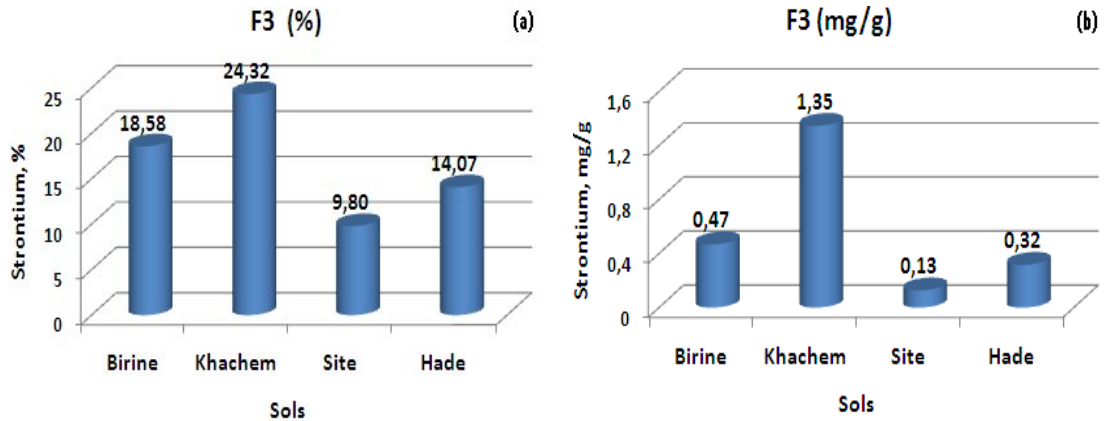 F3 (%)
(a)
Strontium, %
25
20
15
10
5
0
18,58
24,32
9,80
14,07
Birine Khachem Site Hade
Sols
F3 (mg/g)
(b)
Strontium, mg/g
1,6
1,2
0,8
0,4
0
0,47
1,35
0,13
0,32
Birine Khachem Site Hade
Sols